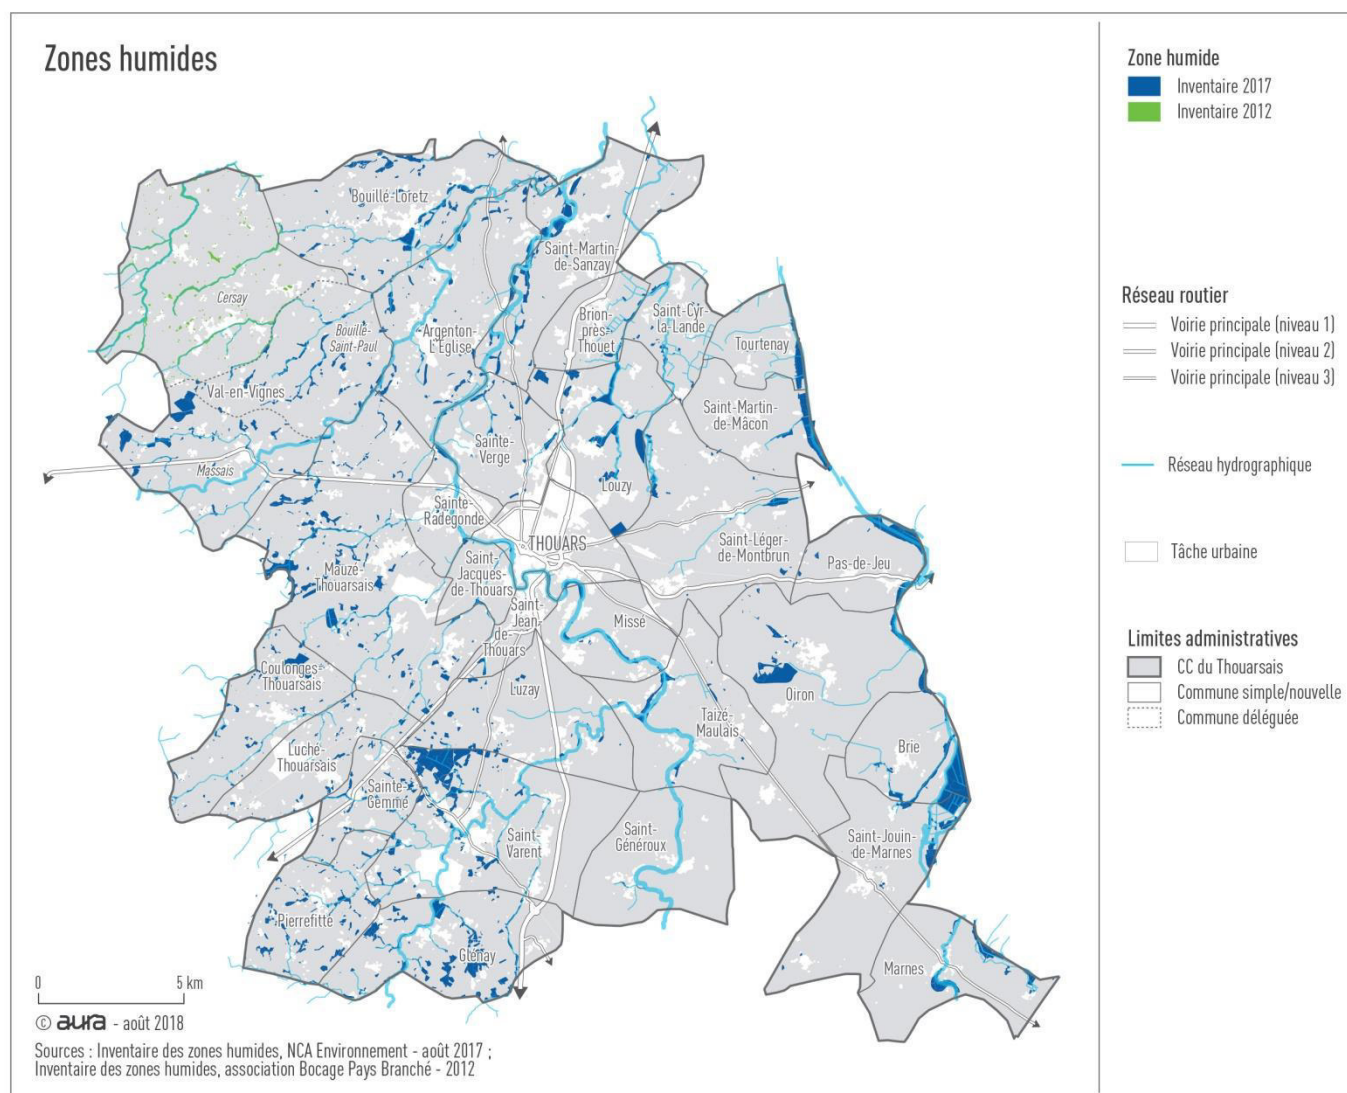 Zones humides
Bouillé-Loretz
Saint-Martin-
de-Sanzay
Cersay
Bouillé-
Saint-Paul
Argenton-
L'Église
Brion-
près-
Thouet
Saint-Cyr-
la-Lande
Tourtenay
Val-en-Vignes
Saint-Martin-
de-Mâcon
Massais
Sainte-
Verge
Louzy
Sainte-
Radegonde
THOUARS
Saint-Léger-
de-Montbrun
Pas-de-Jeu
Mauzé-
Thouarsais
Saint-
Jacques-
de-Thouars
Saint-
Jean-
de-
Thouars
Missé
Coulonges-
Thouarsais
Luzay
Oiron
Taizé-
Maulais
Luché-
Thouarsais
Brie
Sainte-
Gemme
Saint-
Varent
Saint-
Généroux
Saint-Jouin-
de-Marnes
Pierrefitte
Glénay
Marnes
0 5 km
© aura - août 2018
Sources : Inventaire des zones humides, NCA Environnement - août 2017 ;
Inventaire des zones humides, association Bocage Pays Branché - 2012
Zone humide
Inventaire 2017
Inventaire 2012
Réseau routier
Voirie principale (niveau 1)
Voirie principale (niveau 2)
Voirie principale (niveau 3)
Réseau hydrographique
Tâche urbaine
Limites administratives
CC du Thouarsais
Commune simple/nouvelle
Commune déléguée